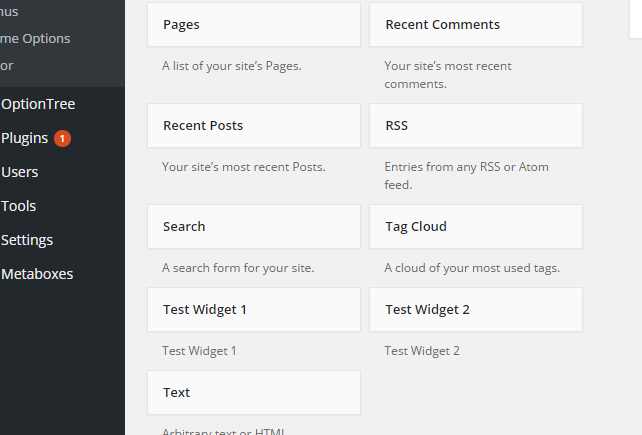 nus
me Options
or
OptionTree
Plugins 1
Users
Tools
Settings
Metaboxes
Pages
A list of your site’s Pages.
Recent Comments
Your site’s most recent
comments.
Recent Posts
Your site’s most recent Posts.
RSS
Entries from any RSS or Atom
feed.
Search
A search form for your site.
Tag Cloud
A cloud of your most used tags.
Test Widget 1
Test Widget 1
Test Widget 2
Test Widget 2
Text
Arbitrary text or HTML.